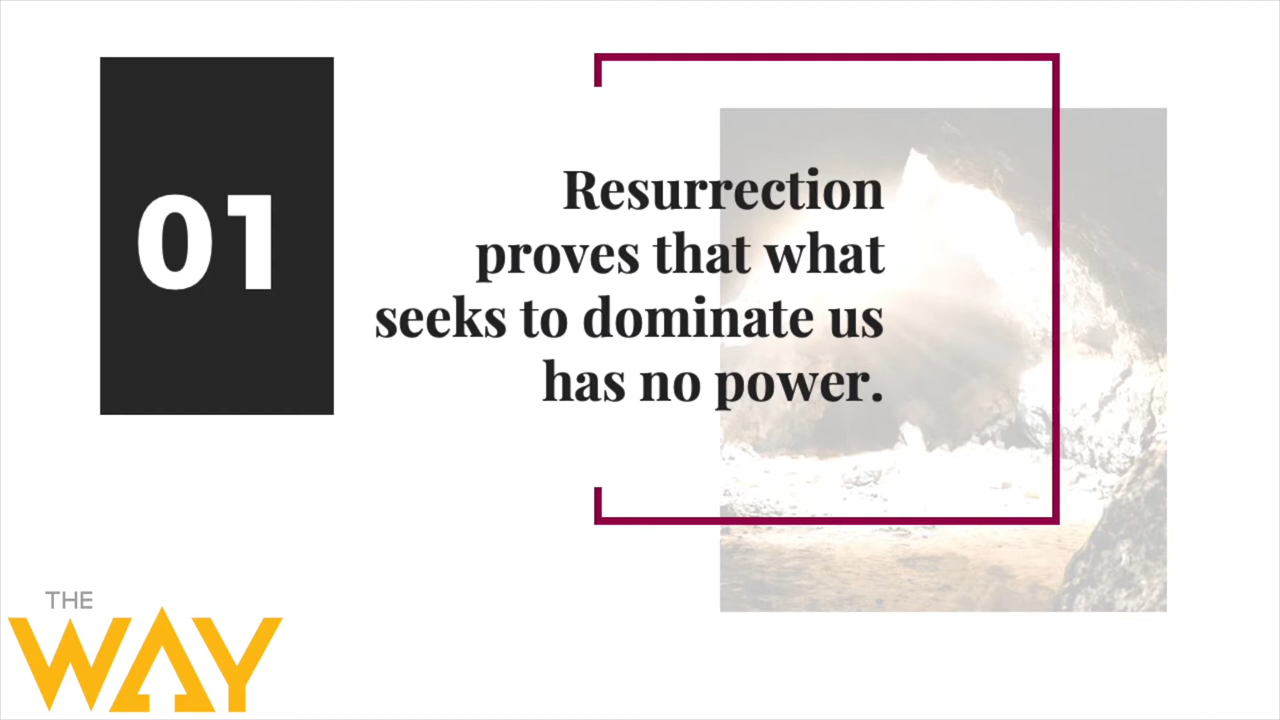 01
Resurrection
proves that what
seeks to dominate us
has no power.
THE
WAY